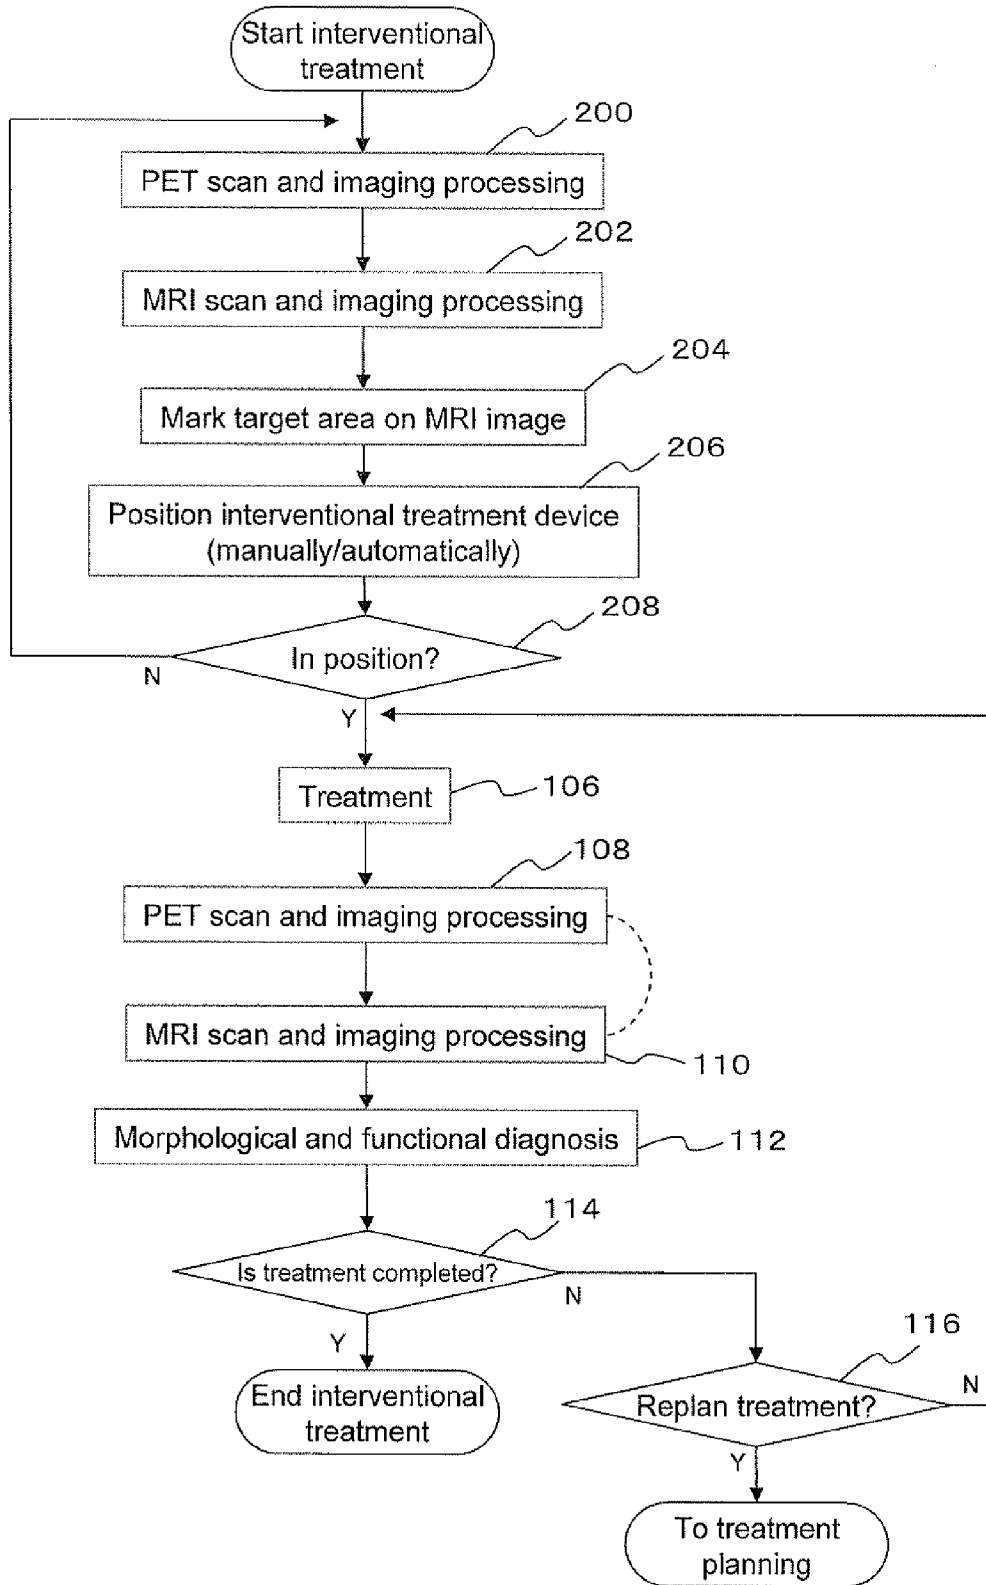 Start interventional
treatment
200
PET scan and imaging processing
202
MRI scan and imaging processing
204
Mark target area on MRI image
206
Position interventional treatment device
(manually/automatically)
208
In position?
N
Y
Treatment
106
108
PET scan and imaging processing
MRI scan and imaging processing
110
Morphological and functional diagnosis
112
114
Is treatment completed?
N
Y
116
End interventional
treatment
Replan treatment?
N
Y
To treatment
planning